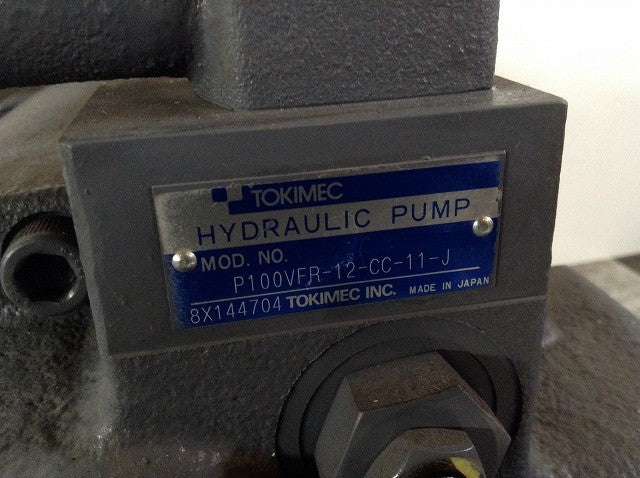 TOKIMEC
HYDRAULIC PUMP
MOD. NO.
P100VFR-12-CC-11-J
8X144704 TOKIMEC INC. MADE IN JAPAN